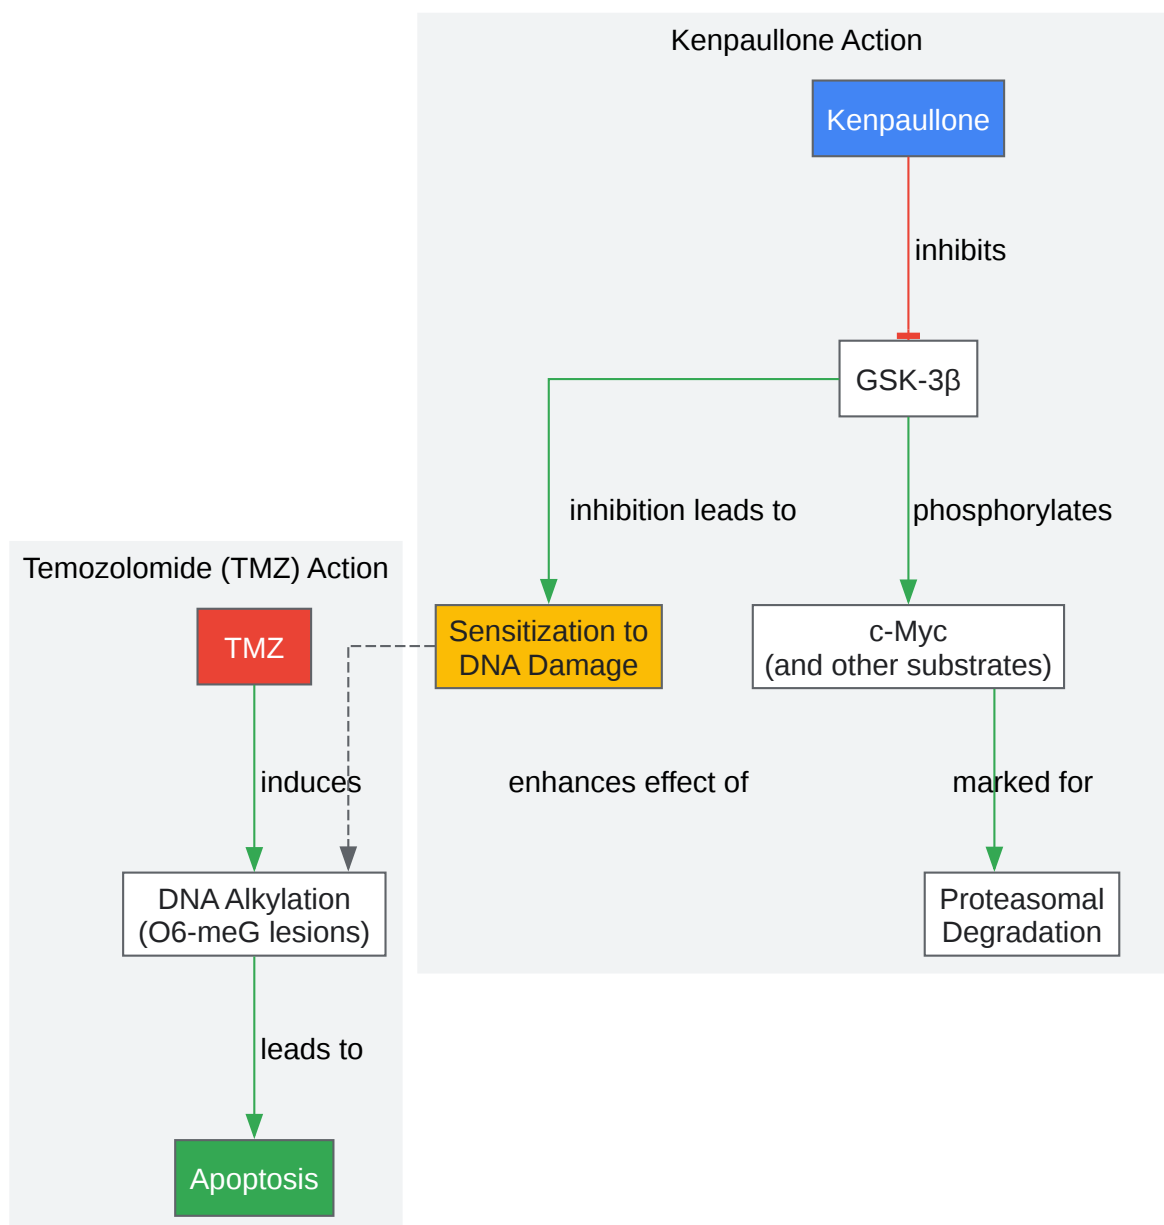 Kenpaullone Action
Kenpaullone
inhibits
GSK-3β
inhibition leads to
phosphorylates
Temozolomide (TMZ) Action
TMZ
Sensitization to
DNA Damage
c-Myc
(and other substrates)
induces
enhances effect of
marked for
DNA Alkylation
(O6-meG lesions)
Proteasomal
Degradation
leads to
Apoptosis